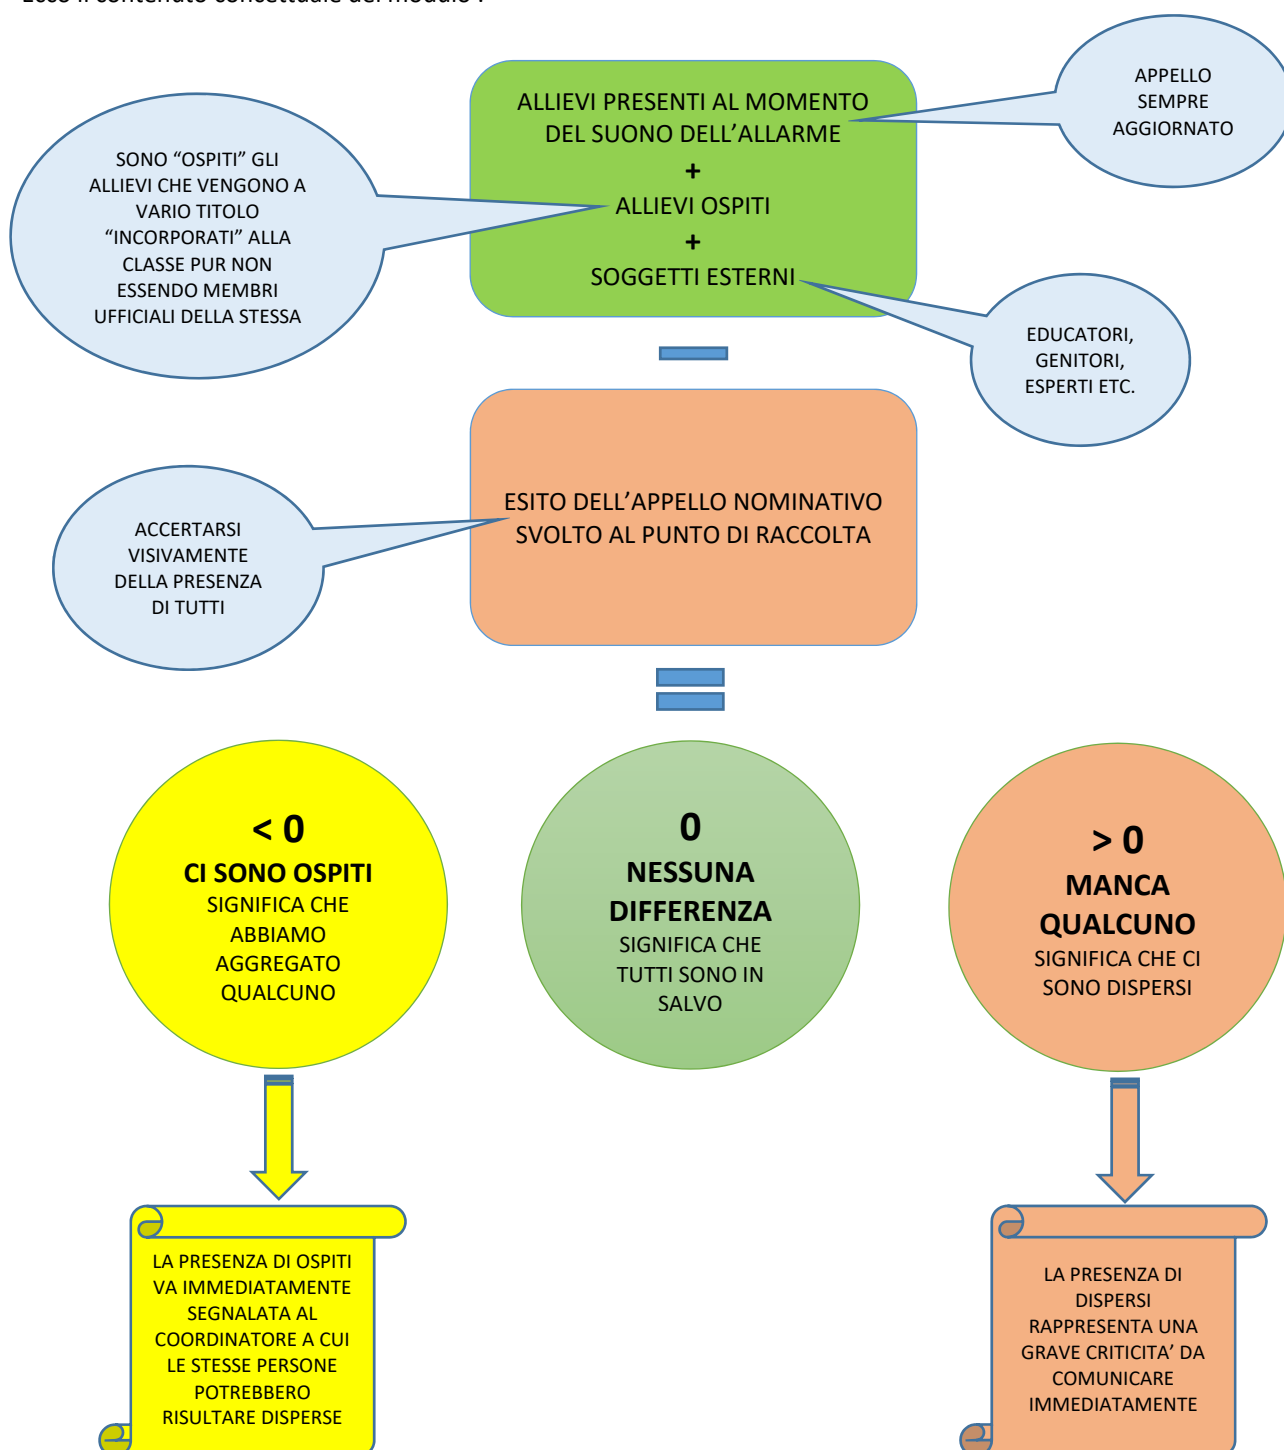 APPELLO
SEMPRE
AGGIORNATO
ALLIEVI PRESENTI AL MOMENTO
DEL SUONO DELL’ALLARME
+
ALLIEVI OSPITI
+
SOGGETTI ESTERNI
SONO “OSPITI” GLI
ALLIEVI CHE VENGONO A
VARIO TITOLO
“INCORPORATI” ALLA
CLASSE PUR NON
ESSENDO MEMBRI
UFFICIALI DELLA STESSA
EDUCATORI,
GENITORI,
ESPERTI ETC.
ESITO DELL’APPELLO NOMINATIVO
SVOLTO AL PUNTO DI RACCOLTA
ACCERTARSI
VISIVAMENTE
DELLA PRESENZA
DI TUTTI
< 0
CI SONO OSPITI
SIGNIFICA CHE
ABBIAMO
AGGREGATO
QUALCUNO
0
NESSUNA
DIFFERENZA
SIGNIFICA CHE
TUTTI SONO IN
SALVO
> 0
MANCA
QUALCUNO
SIGNIFICA CHE CI
SONO DISPERSI
LA PRESENZA DI OSPITI
VA IMMEDIATAMENTE
SEGNALATA AL
COORDINATORE A CUI
LE STESSE PERSONE
POTREBBERO
RISULTARE DISPERSE
LA PRESENZA DI
DISPERSI
RAPPRESENTA UNA
GRAVE CRITICITA’ DA
COMUNICARE
IMMEDIATAMENTE